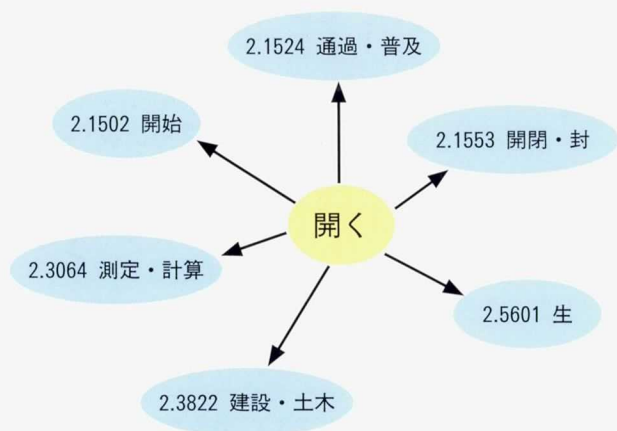 2.1524 通過・普及
2.1502 開始
2.1553 開閉・封
開く
2.3064 測定・計算
2.5601 生
2.3822 建設・土木